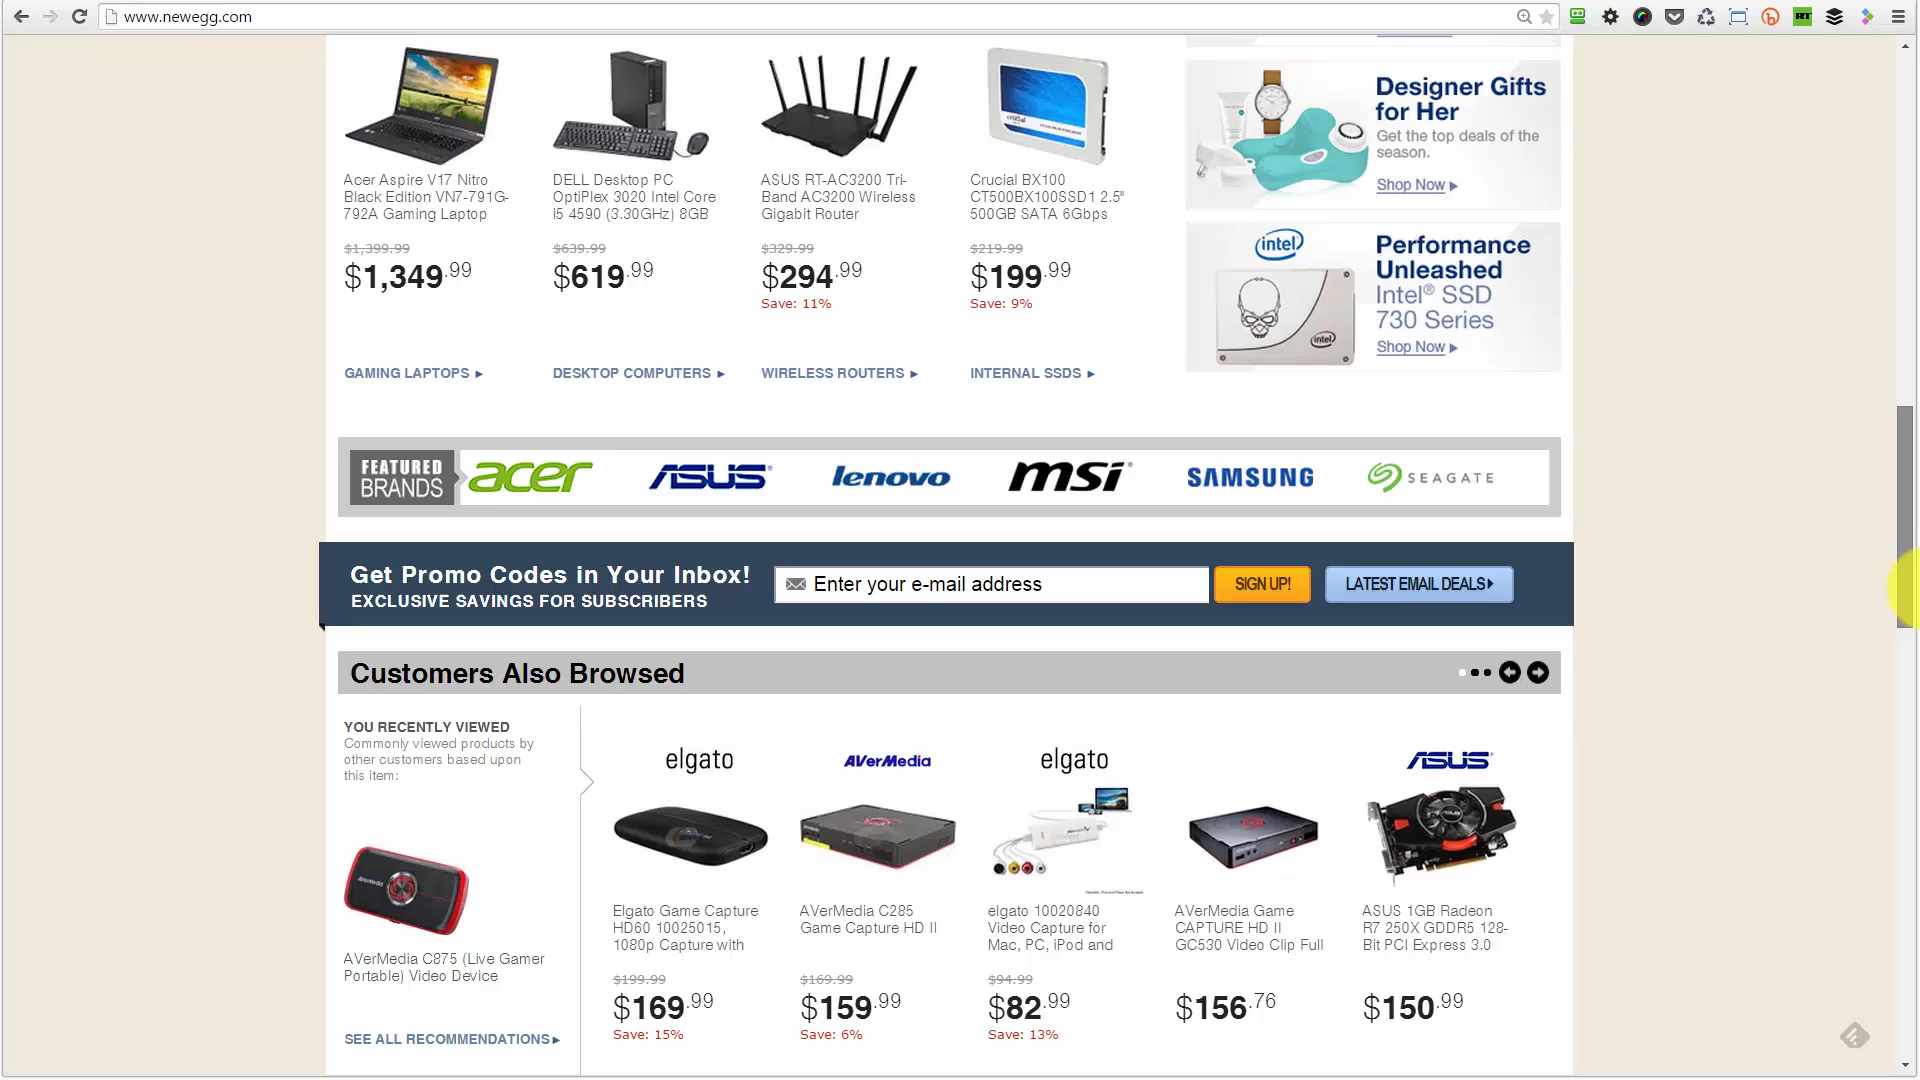 www.newegg.com
Acer Aspire V17 Nitro
Black Edition VN7-791G-
792A Gaming Laptop
$1,399.99
$1,349.99
GAMING LAPTOPS
DELL Desktop PC
OptiPlex 3020 Intel Core
i5 4590 (3.30GHz) 8GB
$639.99
$619.99
DESKTOP COMPUTERS
ASUS RT-AC3200 Tri-
Band AC3200 Wireless
Gigabit Router
$329.99
$294.99
Save: 11%
WIRELESS ROUTERS
crucial
Crucial BX100
CT500BX100SSD1 2.5"
500GB SATA 6Gbps
$219.99
$199.99
Save: 9%
INTERNAL SSDS
Designer Gifts
for Her
Get the top deals of the
season.
Shop Now
intel
Performance
Unleashed
Intel® SSD
730 Series
Shop Now
intel
FEATURED
BRANDS
acer
ASUS
lenovo
msi
SAMSUNG
SEAGATE
Get Promo Codes in Your Inbox!
EXCLUSIVE SAVINGS FOR SUBSCRIBERS
Enter your e-mail address
SIGN UP!
LATEST EMAIL DEALS
Customers Also Browsed
YOU RECENTLY VIEWED
Commonly viewed products by
other customers based upon
this item:
AVerMedia
AVerMedia C875 (Live Gamer
Portable) Video Device
SEE ALL RECOMMENDATIONS
elgato
Elgato Game Capture
HD60 10025015,
1080p Capture with
$199.99
$169.99
Save: 15%
AVerMedia
AVerMedia C285
Game Capture HD II
$169.99
$159.99
Save: 6%
elgato
elgato 10020840
Video Capture for
Mac, PC, iPod and
$94.99
$82.99
Save: 13%
AVerMedia Game
CAPTURE HD II
GC530 Video Clip Full
$156.76
ASUS
ASUS 1GB Radeon
R7 250X GDDR5 128-
Bit PCI Express 3.0
$150.99
RT